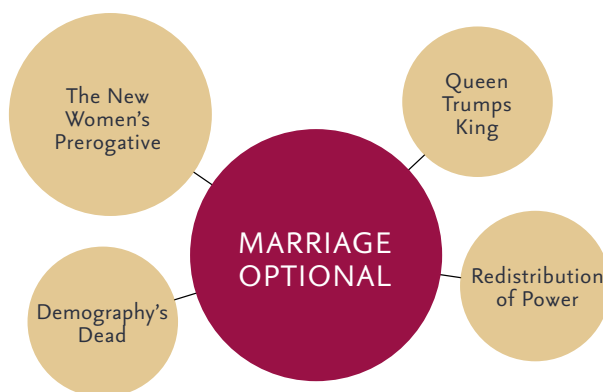 The New
Women's
Prerogative
Queen
Trumps
King
MARRIAGE
OPTIONAL
Demography's
Dead
Redistribution
of Power